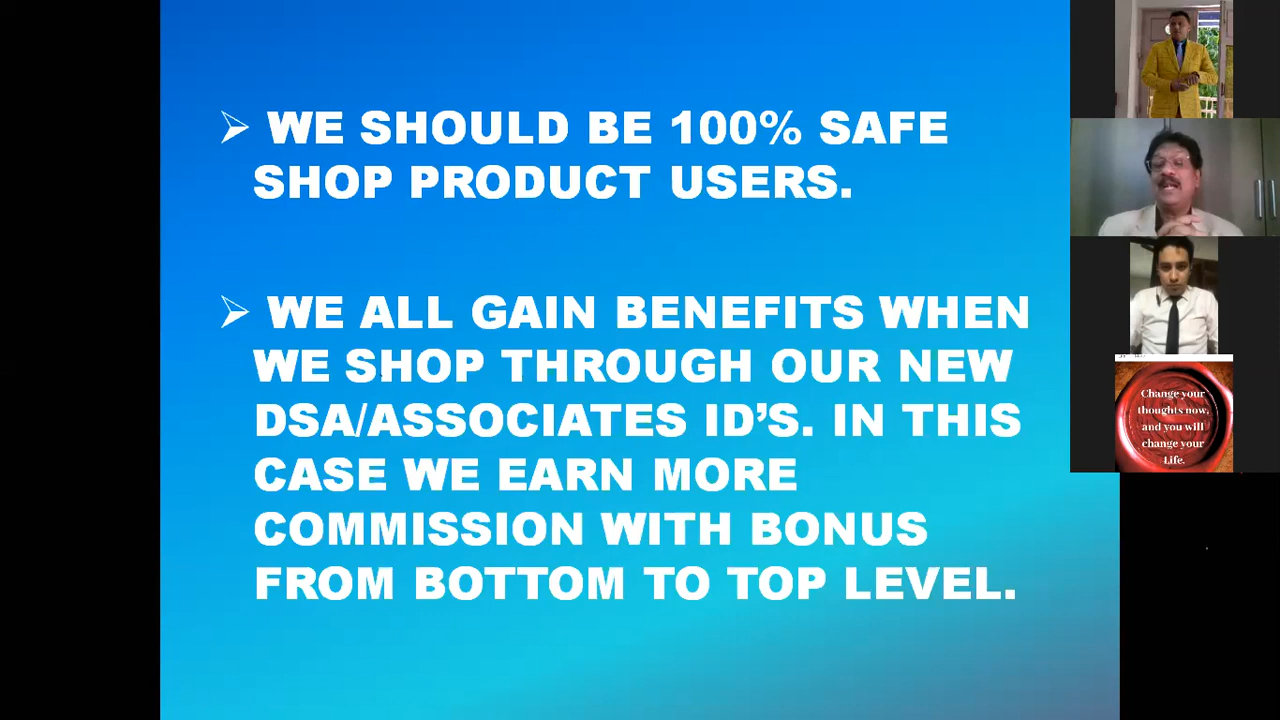 ➢ WE SHOULD BE 100% SAFE
SHOP PRODUCT USERS.
➢ WE ALL GAIN BENEFITS WHEN
WE SHOP THROUGH OUR NEW
DSA/ASSOCIATES ID’S. IN THIS
CASE WE EARN MORE
COMMISSION WITH BONUS
FROM BOTTOM TO TOP LEVEL.
Change your
thoughts now,
and you will
change your
Life.